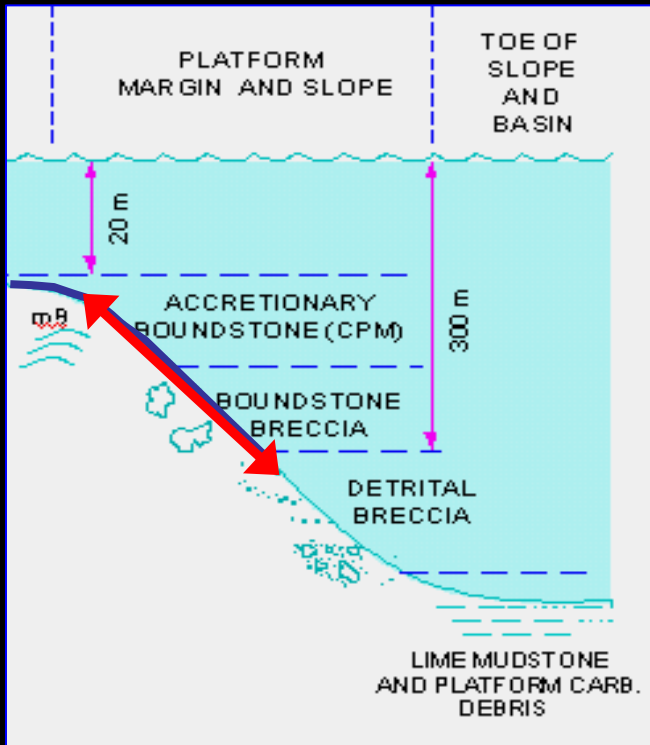 PLATFORM
MARGIN AND SLOPE
TOE OF
SLOPE
AND
BASIN
20 m
300 m
mB
ACCRETIONARY
BOUNDSTONE (CPM)
BOUNDSTONE
BRECCIA
DETRITAL
BRECCIA
LIME MUDSTONE
AND PLATFORM CARB.
DEBRIS